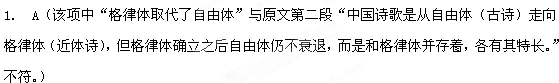 1. A（该项中“格律体取代了自由体”与原文第二段“中国诗歌是从自由体（古诗）走向
格律体（近体诗），但格律体确立之后自由体仍不衰退，而是和格律体并存着，各有其特长。”
不符。）